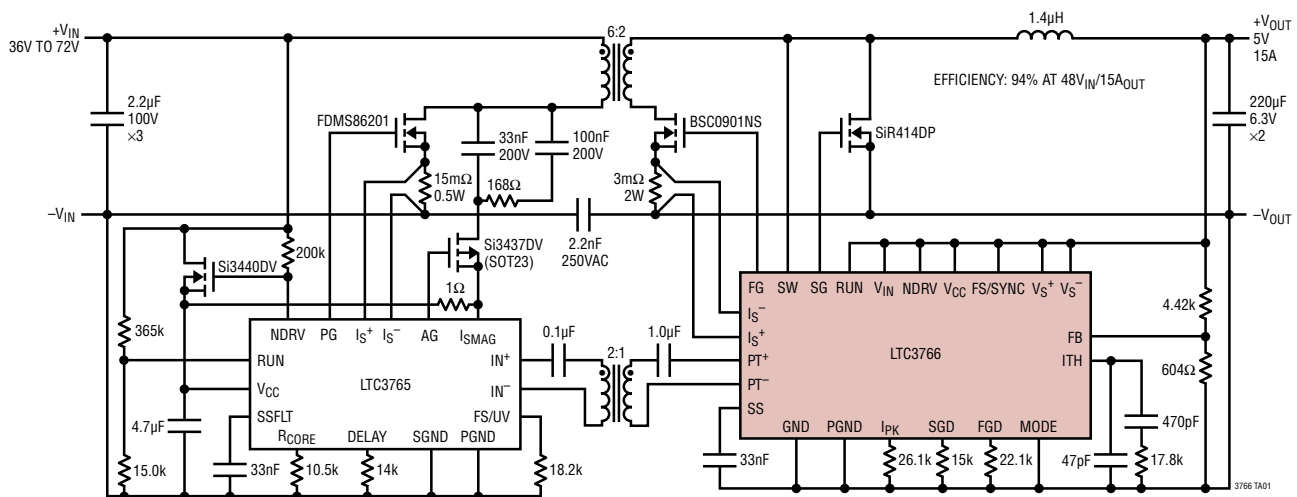 +VIN
36V TO 72V
6:2
1.4µH
+VOUT
5V
15A
2.2µF
100V
×3
FDMS86201
33nF
200V
100nF
200V
BSC0901NS
SiR414DP
EFFICIENCY: 94% AT 48VIN/15AOUT
220µF
6.3V
×2
15mΩ
0.5W
168Ω
3mΩ
2W
–VIN
2.2nF
250VAC
–VOUT
200k
Si3440DV
Si3437DV
(SOT23)
1Ω
365k
NDRV
PG
IS+
IS–
AG
ISMAG
RUN
VCC
SSFLT
LTC3765
IN+
IN–
FS/UV
RCORE
DELAY
SGND
PGND
4.7µF
15.0k
33nF
10.5k
14k
18.2k
0.1µF
2:1
1.0µF
FG
SW
SG
RUN
VIN
NDRV
VCC
FS/SYNC
VS+
VS–
IS–
IS+
PT+
PT–
SS
LTC3766
FB
ITH
GND
PGND
IPK
SGD
FGD
MODE
4.42k
604Ω
33nF
26.1k
15k
22.1k
47pF
470pF
17.8k
3766 TA01